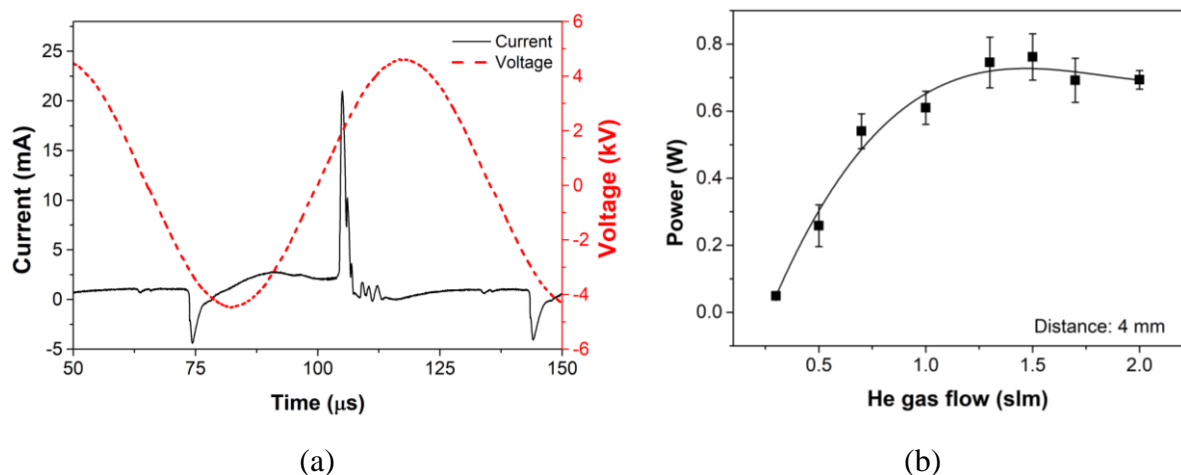 Current
Voltage
25
20
15
10
5
0
-5
Current (mA)
6
4
2
0
-2
-4
-6
Voltage (kV)
50 75 100 125 150
Time (μs)
(a)
0.8
0.6
0.4
0.2
0.0
Power (W)
Distance: 4 mm
0.5 1.0 1.5 2.0
He gas flow (slm)
(b)